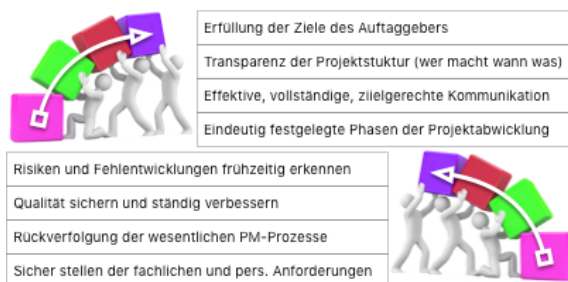 Erfüllung der Ziele des Auftaggebers
Transparenz der Projektstuktur (wer macht wann was)
Effektive, vollständige, ziielgerechte Kommunikation
Eindeutig festgelegte Phasen der Projektabwicklung
Risiken und Fehlentwicklungen frühzeitig erkennen
Qualität sichern und ständig verbessern
Rückverfolgung der wesentlichen PM-Prozesse
Sicher stellen der fachlichen und pers. Anforderungen